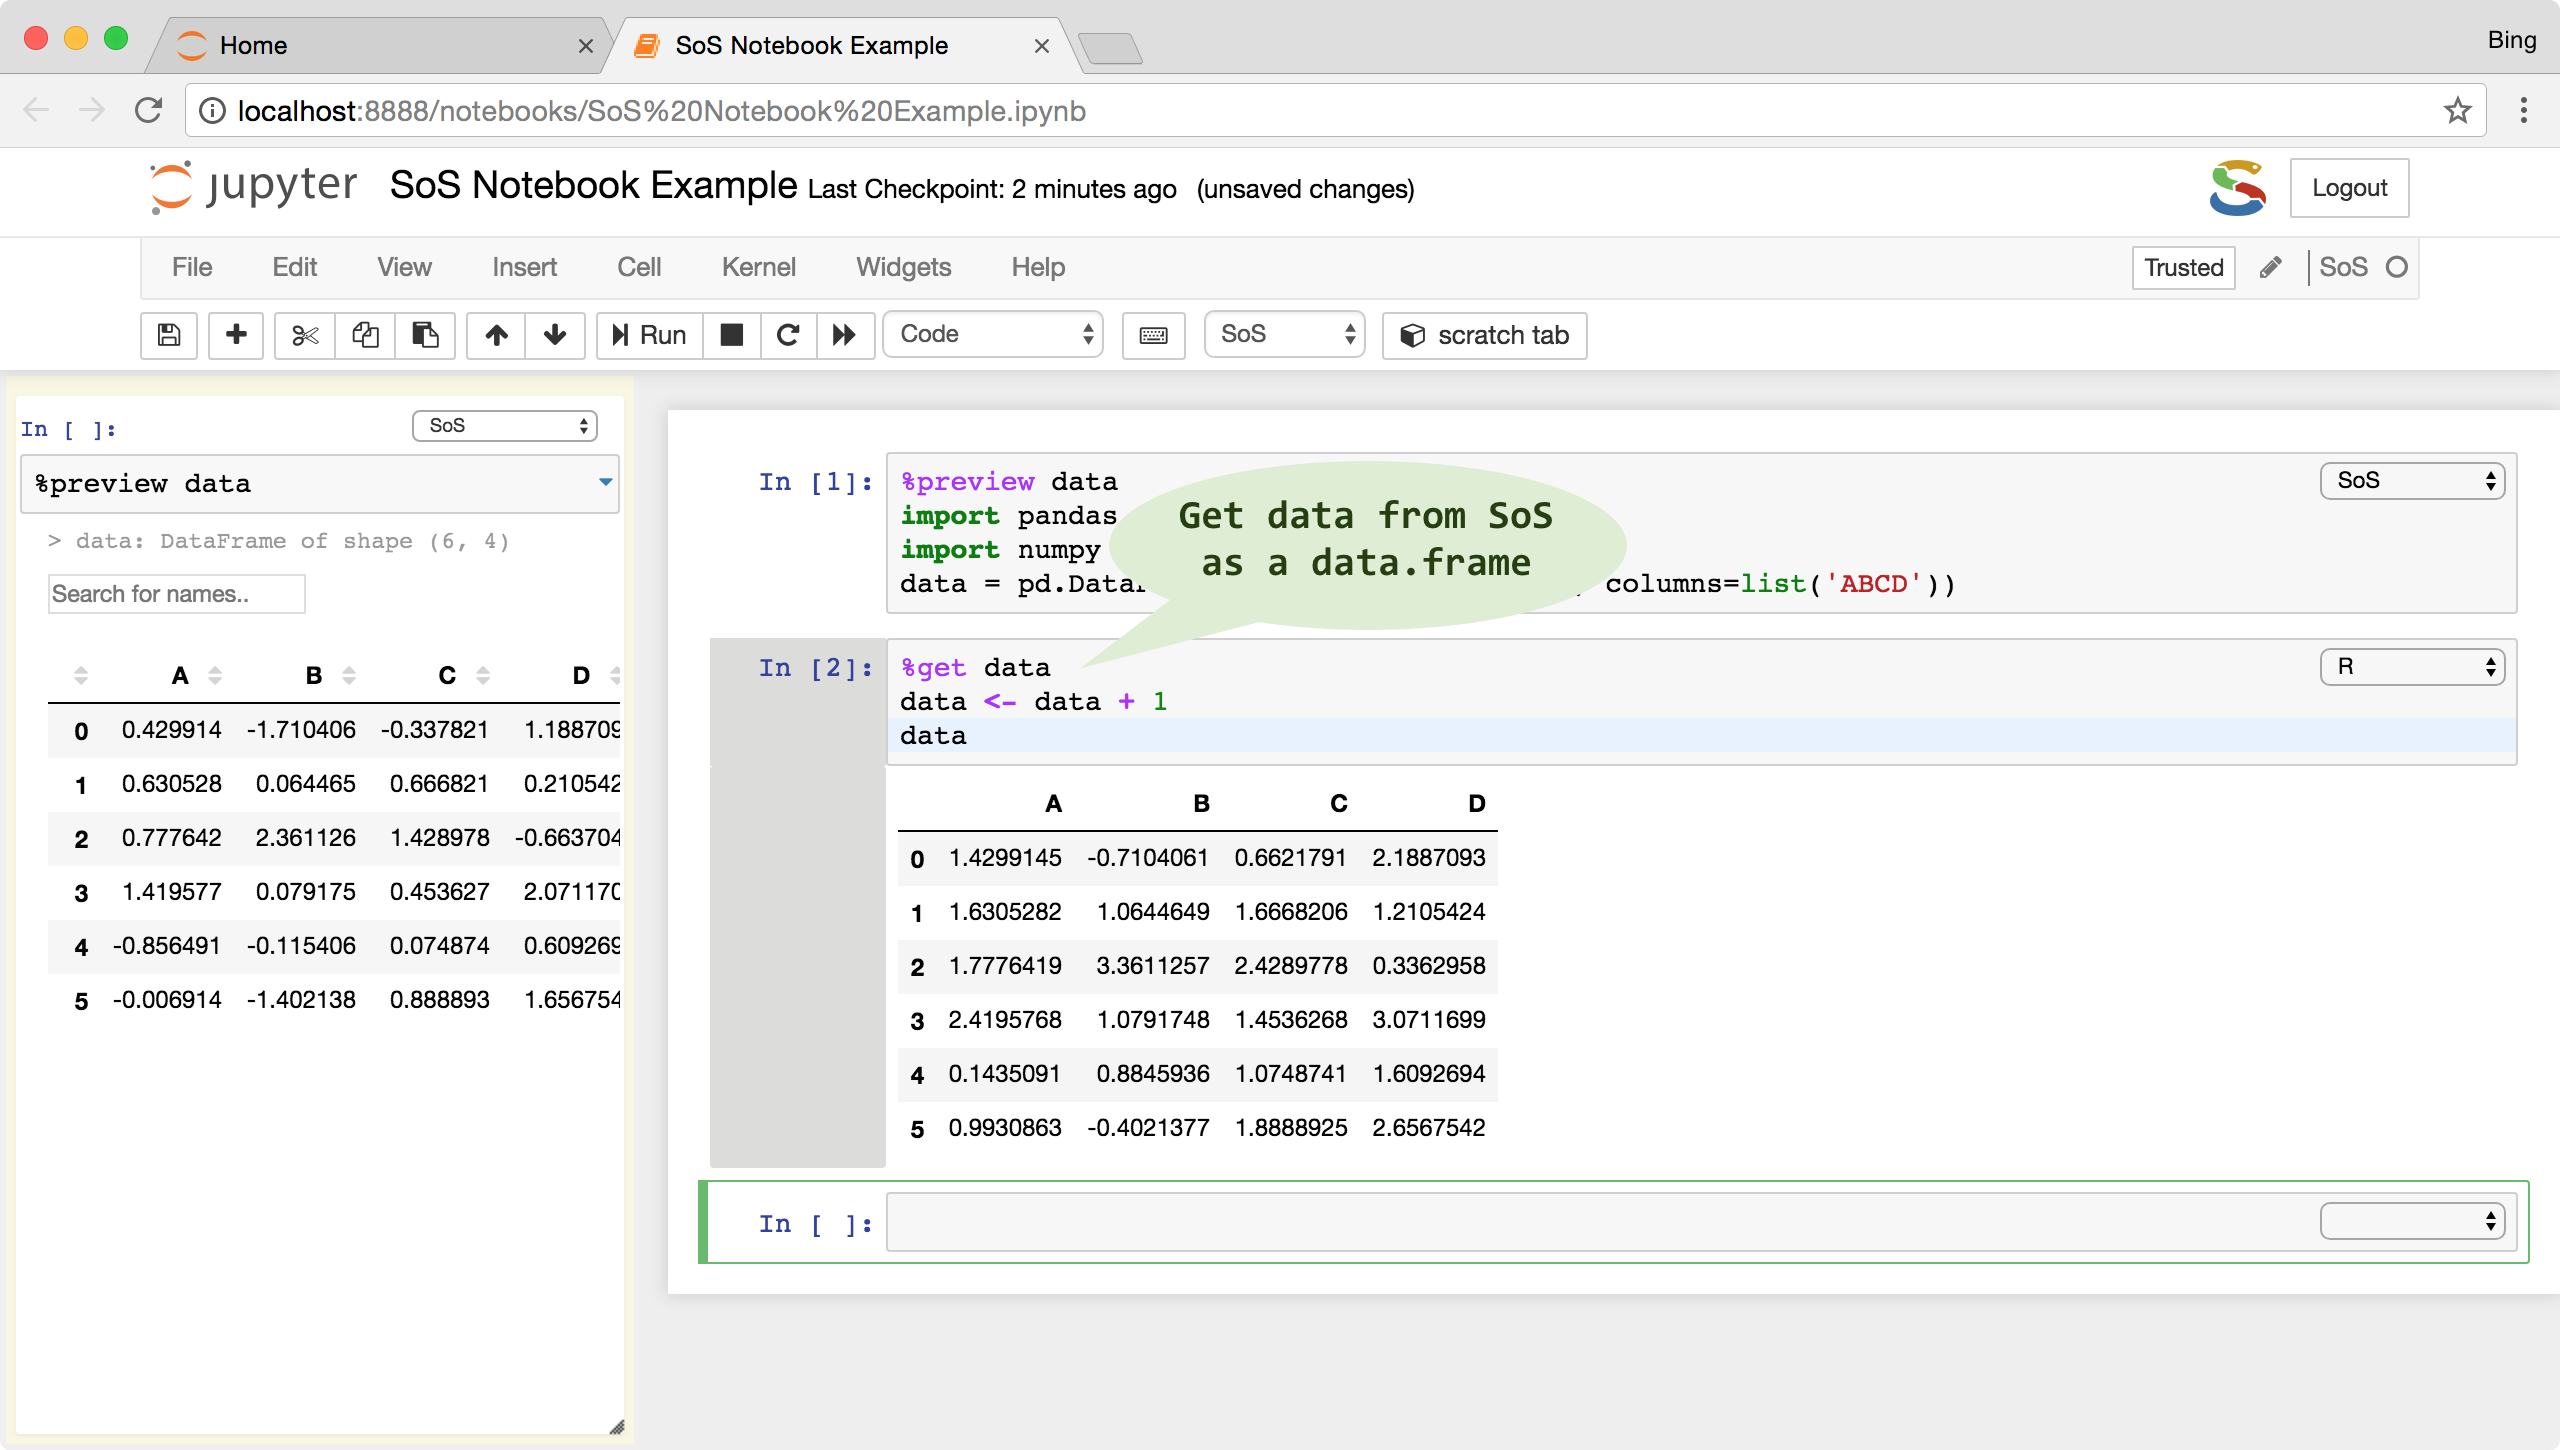 Home
SoS Notebook Example
Bing
localhost:8888/notebooks/SoS%20Notebook%20Example.ipynb
jupyter SoS Notebook Example Last Checkpoint: 2 minutes ago (unsaved changes)
Logout
File Edit View Insert Cell Kernel Widgets Help
Trusted SoS
Run Code SoS scratch tab
In [ ]: SoS
%preview data
> data: DataFrame of shape (6, 4)
Search for names..
A B C D
0 0.429914 -1.710406 -0.337821 1.188709
1 0.630528 0.064465 0.666821 0.210542
2 0.777642 2.361126 1.428978 -0.663704
3 1.419577 0.079175 0.453627 2.071170
4 -0.856491 -0.115406 0.074874 0.609269
5 -0.006914 -1.402138 0.888893 1.656754
In [1]: %preview data SoS
import pandas
import numpy
data = columns=list('ABCD'))
Get data from SoS
as a data.frame
In [2]: %get data R
data <- data + 1
data
A B C D
0 1.4299145 -0.7104061 0.6621791 2.1887093
1 1.6305282 1.0644649 1.6668206 1.2105424
2 1.7776419 3.3611257 2.4289778 0.3362958
3 2.4195768 1.0791748 1.4536268 3.0711699
4 0.1435091 0.8845936 1.0748741 1.6092694
5 0.9930863 -0.4021377 1.8888925 2.6567542
In [ ]: